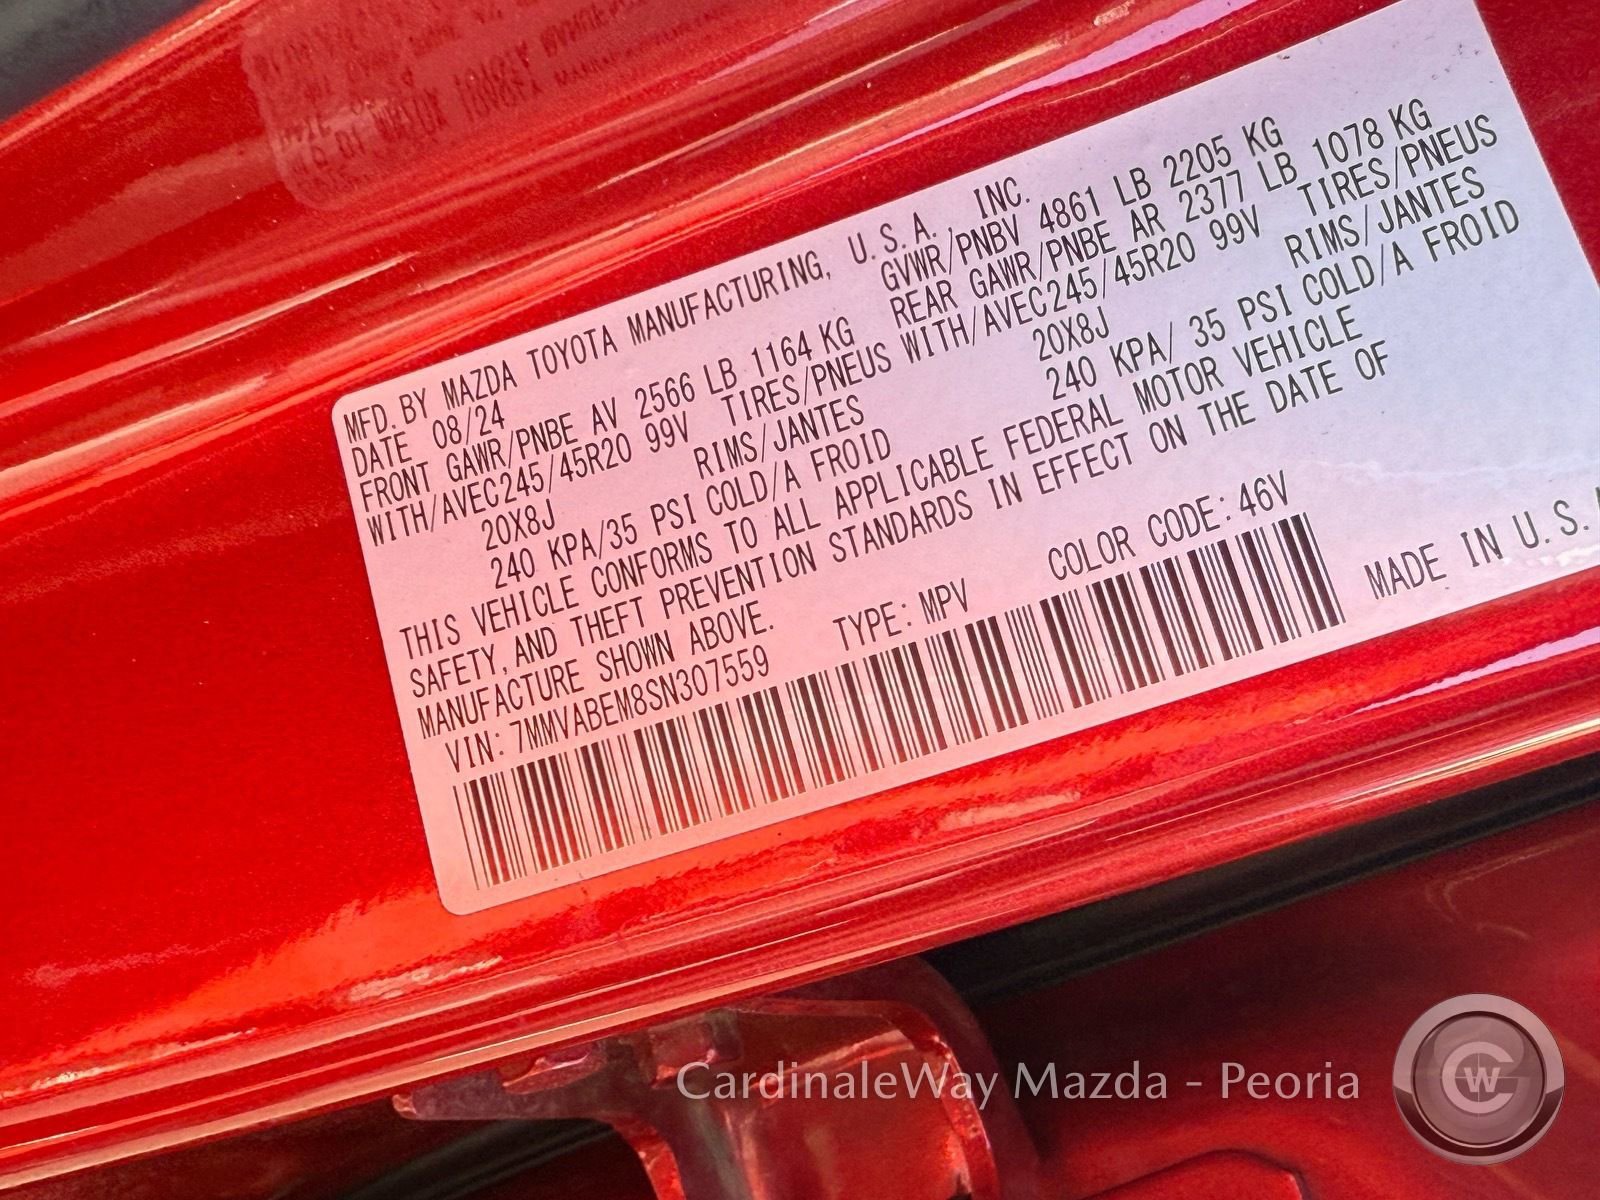 MFD. BY MAZDA TOYOTA MANUFACTURING, U.S.A., INC.
DATE 08/24 GVWR/PNBV 4861 LB 2205 KG
FRONT GAWR/PNBE AV 2566 LB 1164 KG REAR GAWR/PNBE AR 2377 LB 1078 KG
WITH/AVEC245/45R20 99V TIRES/PNEUS WITH/AVEC245/45R20 99V TIRES/PNEUS
20X8J RIMS/JANTES 20X8J RIMS/JANTES
240 KPA/35 PSI COLD/A FROID 240 KPA/ 35 PSI COLD/A FROID
THIS VEHICLE CONFORMS TO ALL APPLICABLE FEDERAL MOTOR VEHICLE
SAFETY, AND THEFT PREVENTION STANDARDS IN EFFECT ON THE DATE OF
MANUFACTURE SHOWN ABOVE.
VIN: 7MMVABEM8SN307559 TYPE: MPV COLOR CODE: 46V
MADE IN U.S.
CardinaleWay Mazda - Peoria
CW